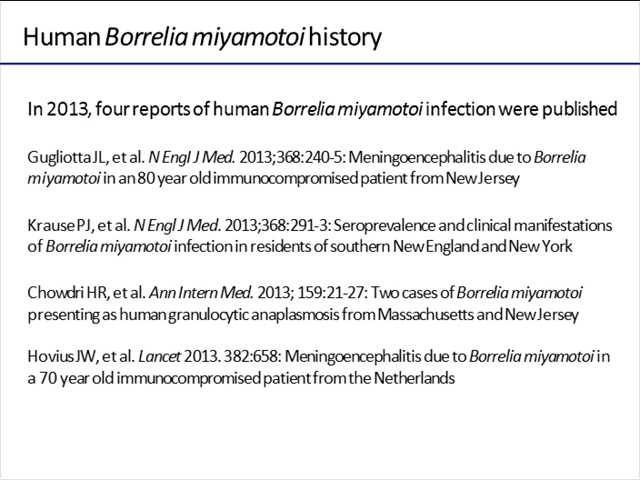 Human Borrelia miyamotoi history
In 2013, four reports of human Borrelia miyamotoi infection were published
Gugliotta JL, et al. N Engl J Med. 2013;368:240-5: Meningoencephalitis due to Borrelia
miyamotoi in an 80 year old immunocompromised patient from New Jersey
Krause PJ, et al. N Engl J Med. 2013;368:291-3: Seroprevalence and clinical manifestations
of Borrelia miyamotoi infection in residents of southern New England and New York
Chowdri HR, et al. Ann Intern Med. 2013; 159:21-27: Two cases of Borrelia miyamotoi
presenting as human granulocytic anaplasmosis from Massachusetts and New Jersey
Hovius JW, et al. Lancet 2013. 382:658: Meningoencephalitis due to Borrelia miyamotoi in
a 70 year old immunocompromised patient from the Netherlands